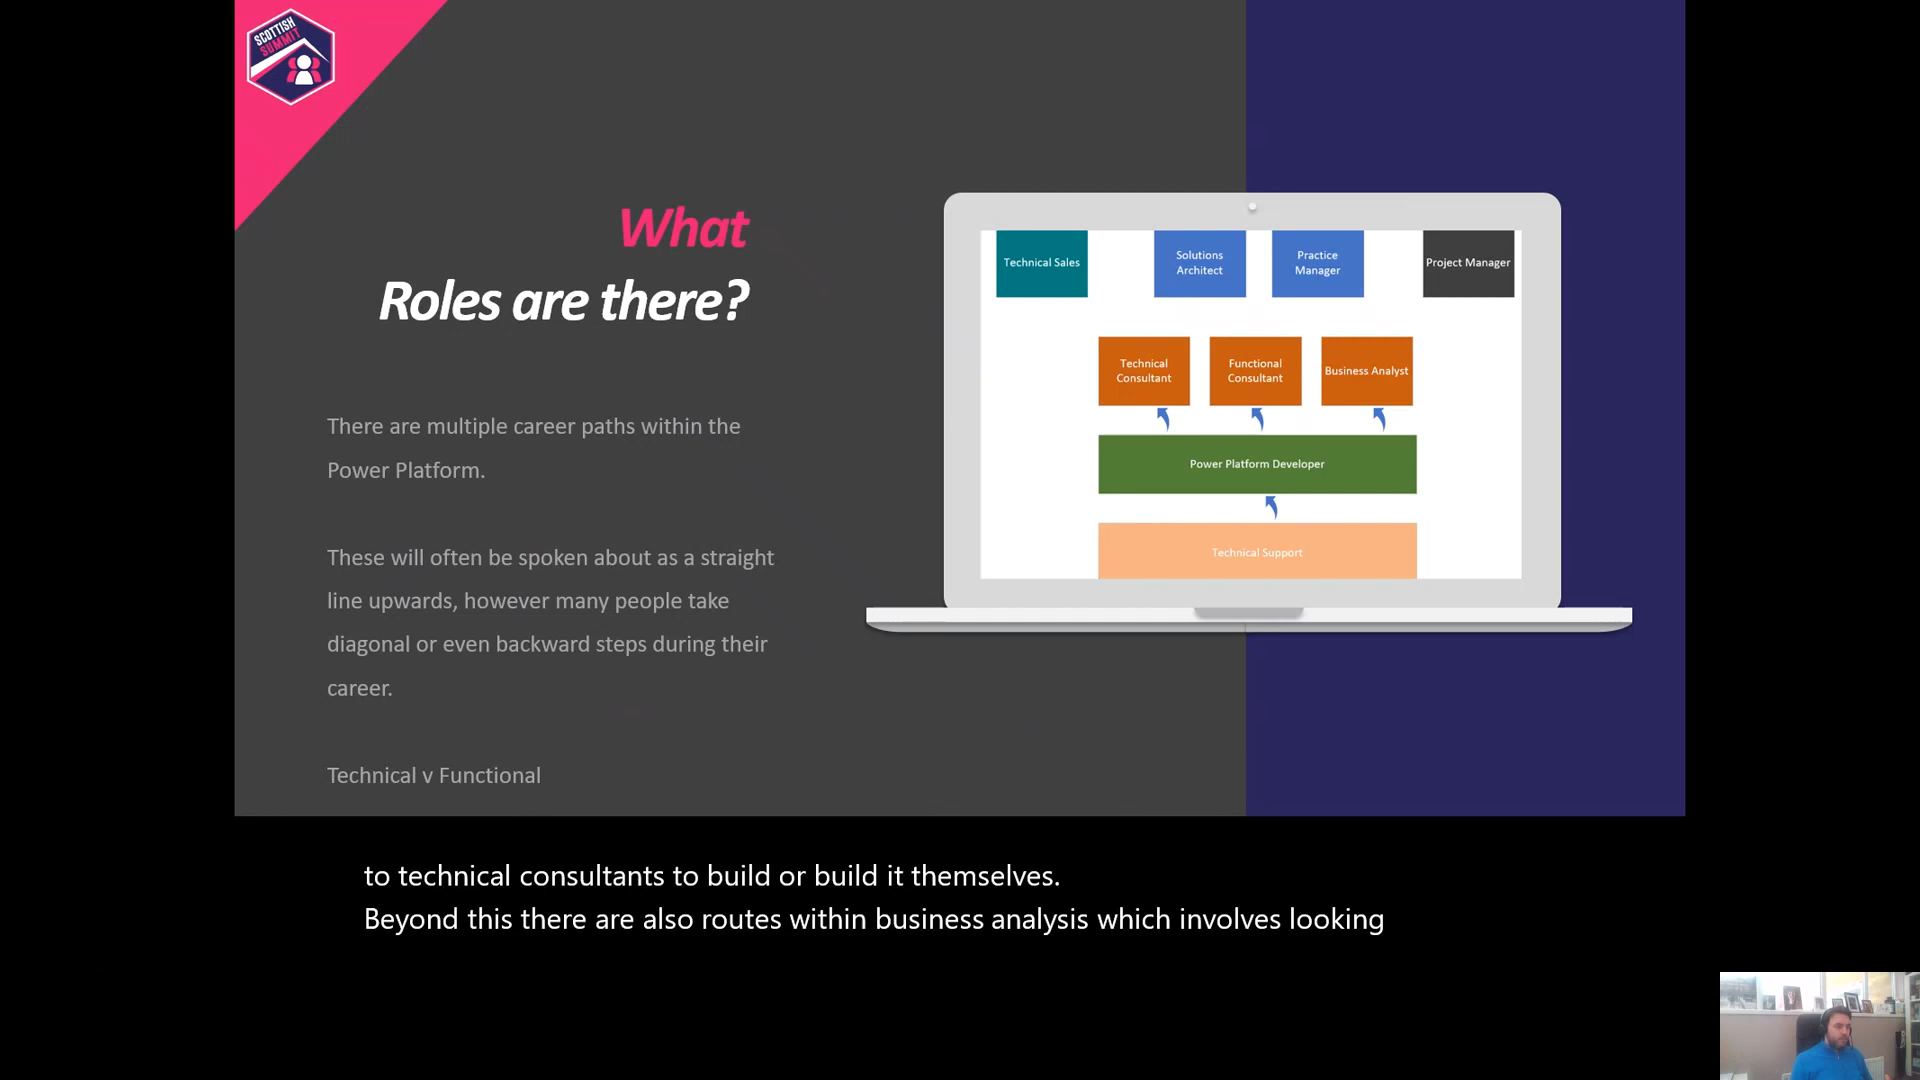 SCOTTISH
SUMMIT
What
Roles are there?
There are multiple career paths within the
Power Platform.
These will often be spoken about as a straight
line upwards, however many people take
diagonal or even backward steps during their
career.
Technical v Functional
Technical Sales
Solutions
Architect
Practice
Manager
Project Manager
Technical
Consultant
Functional
Consultant
Business Analyst
Power Platform Developer
Technical Support
to technical consultants to build or build it themselves.
Beyond this there are also routes within business analysis which involves looking